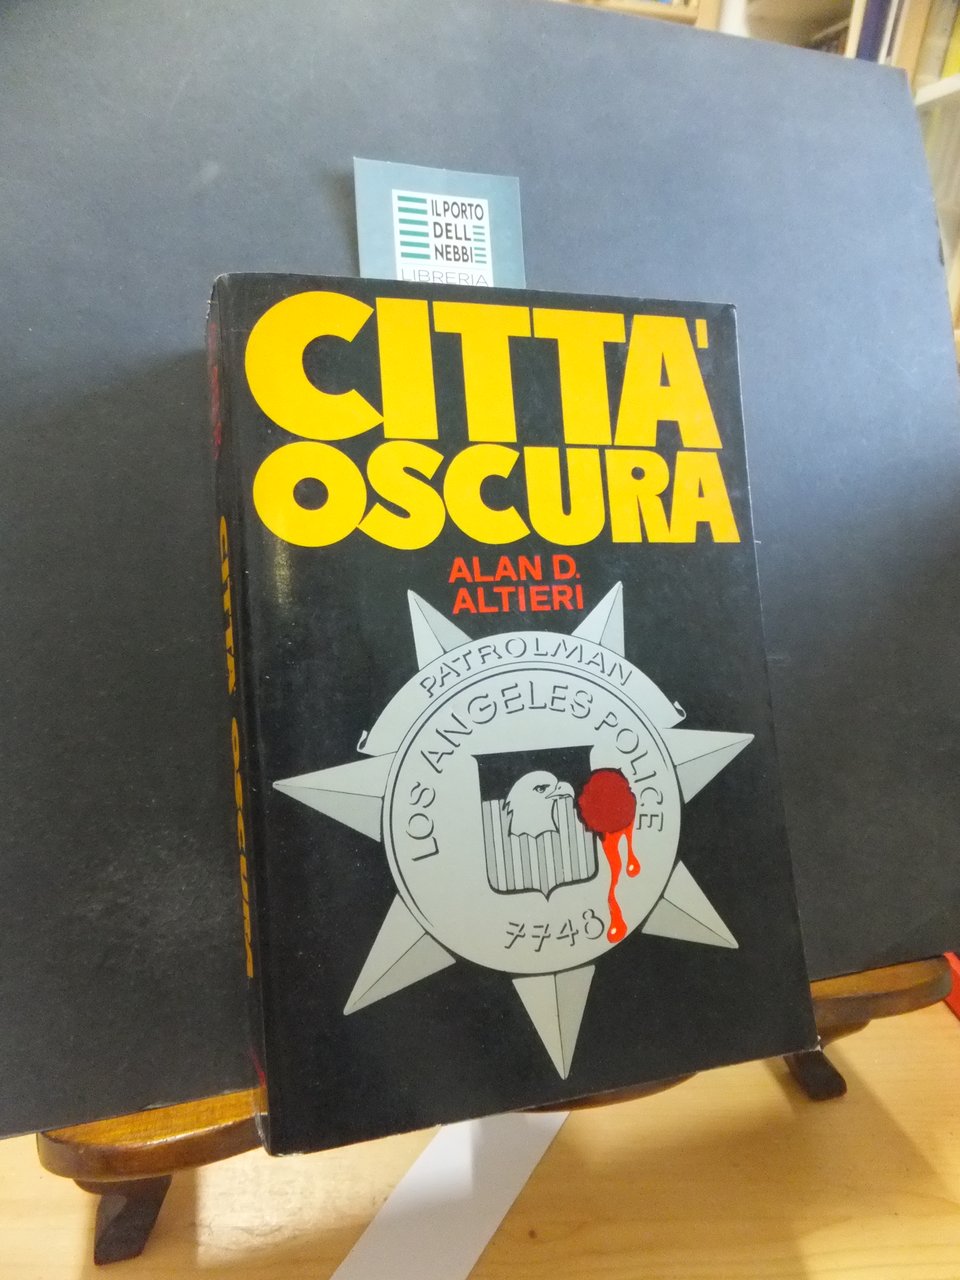 IL PORTO
DELL
NEBBI
LIBRERIA
CITTA'
OSCURA
ALAN D.
ALTIERI
PATROLMAN
LOS ANGELES POLICE
7748
CITTA OSCURA